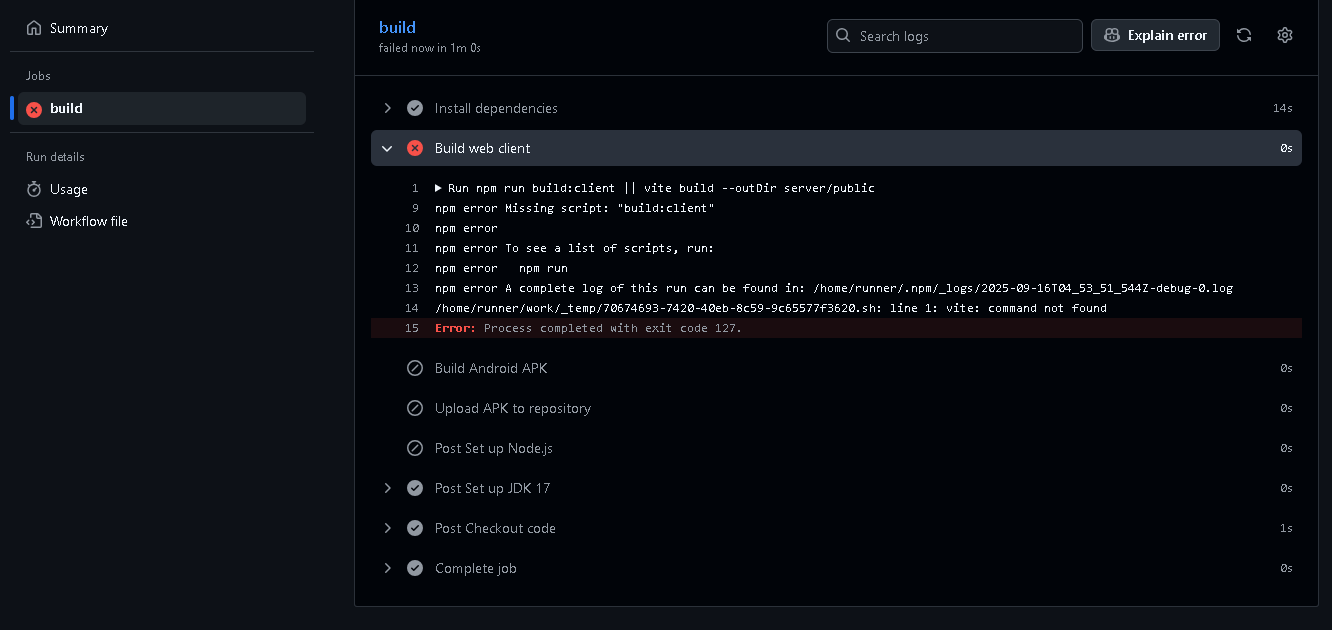 Summary
Jobs
build
Run details
Usage
Workflow file
build
failed now in 1m 0s
Search logs
Explain error
Install dependencies 14s
Build web client 0s
1 Run npm run build:client || vite build --outDir server/public
9 npm error Missing script: "build:client"
10 npm error
11 npm error To see a list of scripts, run:
12 npm error   npm run
13 npm error A complete log of this run can be found in: /home/runner/.npm/_logs/2025-09-16T04_53_51_544Z-debug-0.log
14 /home/runner/work/_temp/70674693-7420-40eb-8c59-9c65577f3620.sh: line 1: vite: command not found
15 Error: Process completed with exit code 127.
Build Android APK 0s
Upload APK to repository 0s
Post Set up Node.js 0s
Post Set up JDK 17 0s
Post Checkout code 1s
Complete job 0s